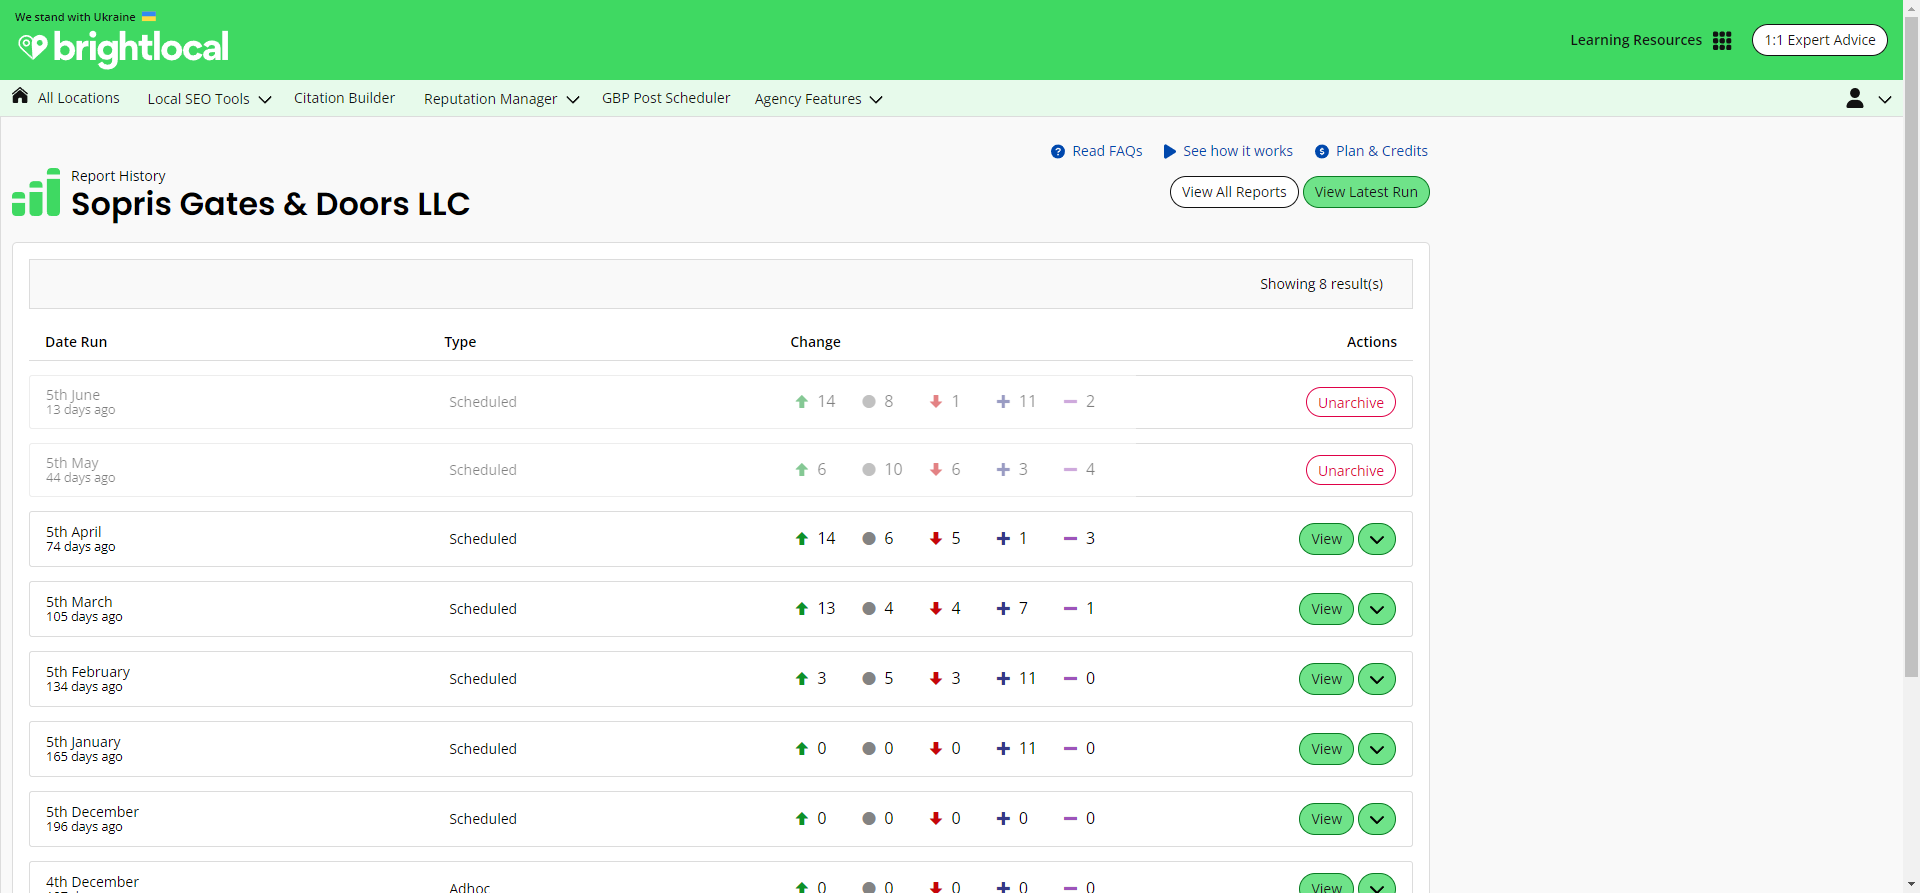 We stand with Ukraine
brightlocal
Learning Resources
1:1 Expert Advice
All Locations
Local SEO Tools
Citation Builder
Reputation Manager
GBP Post Scheduler
Agency Features
Read FAQs
See how it works
Plan & Credits
Report History
Sopris Gates & Doors LLC
View All Reports
View Latest Run
Showing 8 result(s)
Date Run Type Change Actions
5th June
13 days ago
Scheduled 14 8 1 11 2 Unarchive
5th May
44 days ago
Scheduled 6 10 6 3 4 Unarchive
5th April
74 days ago
Scheduled 14 6 5 1 3 View
5th March
105 days ago
Scheduled 13 4 4 7 1 View
5th February
134 days ago
Scheduled 3 5 3 11 0 View
5th January
165 days ago
Scheduled 0 0 0 11 0 View
5th December
196 days ago
Scheduled 0 0 0 0 0 View
4th December
Adhoc 0 0 0 0 0 View